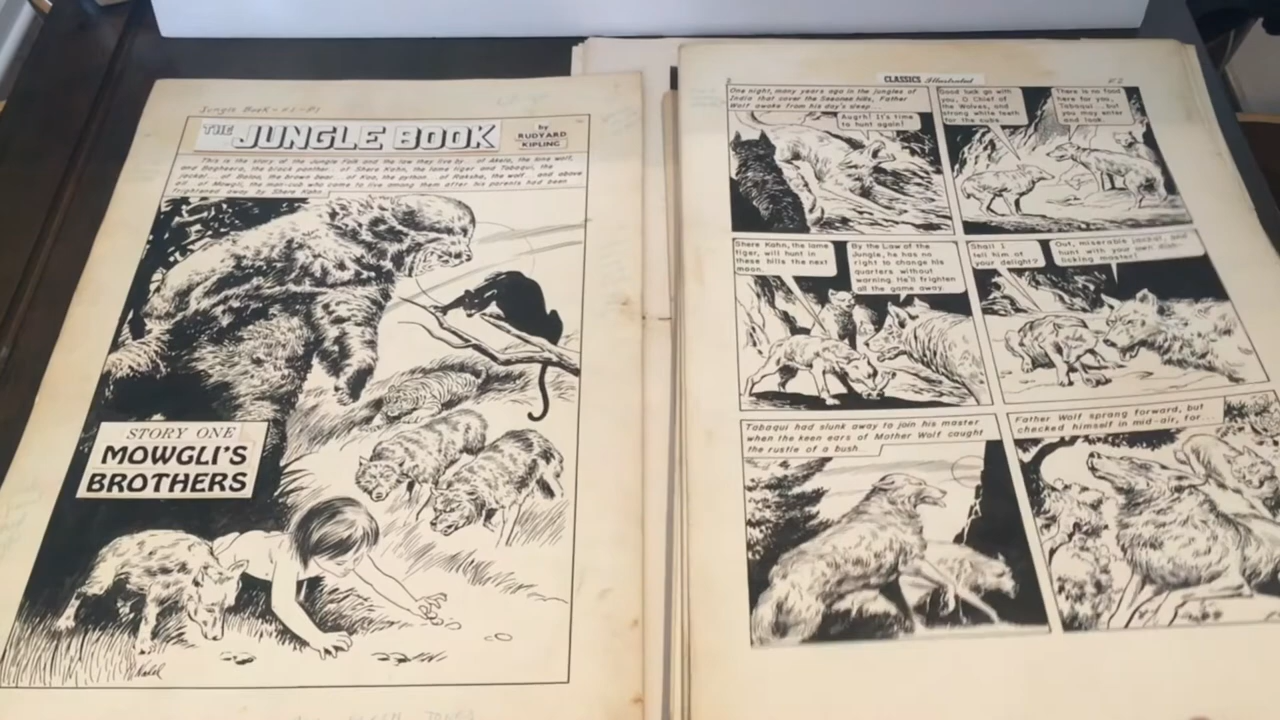 Jungle Book - #1 - P1
THE JUNGLE BOOK
by
RUDYARD
KIPLING
This is the story of the Jungle Folk and the law they live by... of Akela, the lone wolf,
and Bagheera, the black panther... of Shere Kahn, the lame tiger and Tabaqui, the
jackel... of Baloo, the brown bear... of Kaa, the python... of Raksha, the wolf... and above
all... of Mowgli, the man-cub who came to live among them after his parents had been
frightened away by Shere Kahn.
STORY ONE
MOWGLI'S
BROTHERS
Nodel
2
CLASSICS Illustrated
One night, many years ago in the jungles of
India that cover the Seeonee hills, Father
Wolf awoke from his day's sleep...
Augrh! It's time
to hunt again!
Good luck go with
you, O Chief of
the Wolves, and
strong white teeth
for the cubs.
There is no food
here for you,
Tabaqui... but
you may enter
and look.
Shere Kahn, the lame
tiger, will hunt in
these hills the next
moon.
By the Law of the
Jungle, he has no
right to change his
quarters without
warning. He'll frighten
all the game away.
Shall I
tell him of
your delight?
Out, miserable jackel, and
hunt with your own dish-
licking master!
Tabaqui had slunk away to join his master
when the keen ears of Mother Wolf caught
the rustle of a bush...
Father Wolf sprang forward, but
checked himself in mid-air, for...